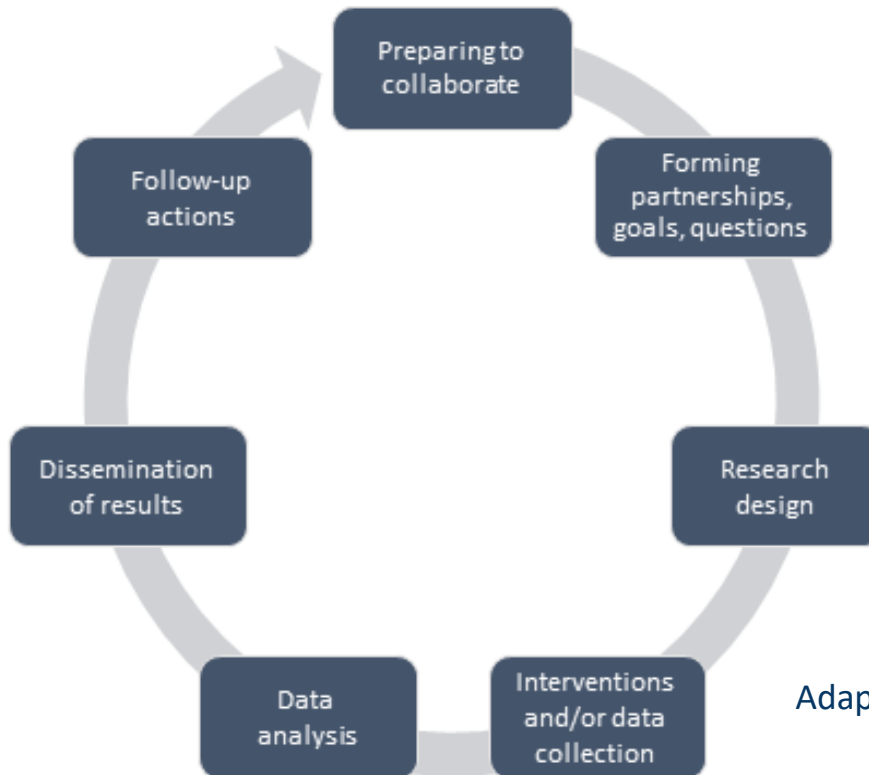 Preparing to
collaborate
Forming
partnerships,
goals, questions
Research
design
Interventions
and/or data
collection
Data
analysis
Dissemination
of results
Follow-up
actions
Adap